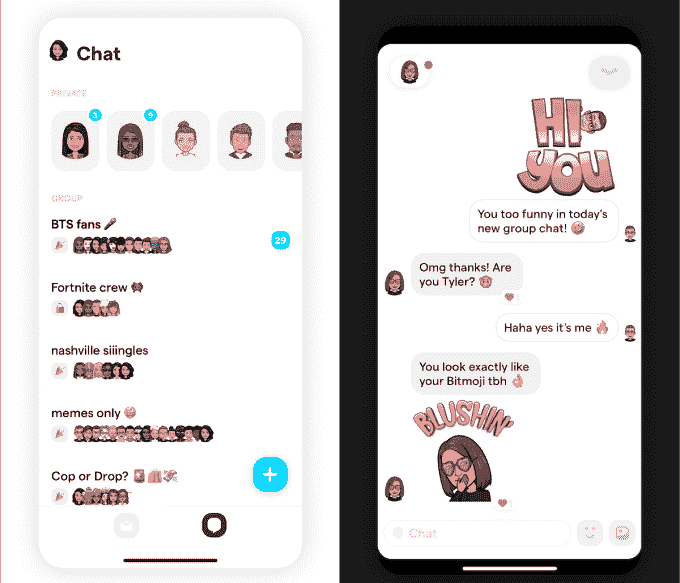 Chat
PRIVATE
3
9
GROUP
BTS fans
29
Fortnite crew
nashville siiingles
memes only
Cop or Drop?
HI
YOU
You too funny in today's
new group chat!
Omg thanks! Are
you Tyler?
Haha yes it's me
You look exactly like
your Bitmoji tbh
BLUSHIN'
Chat